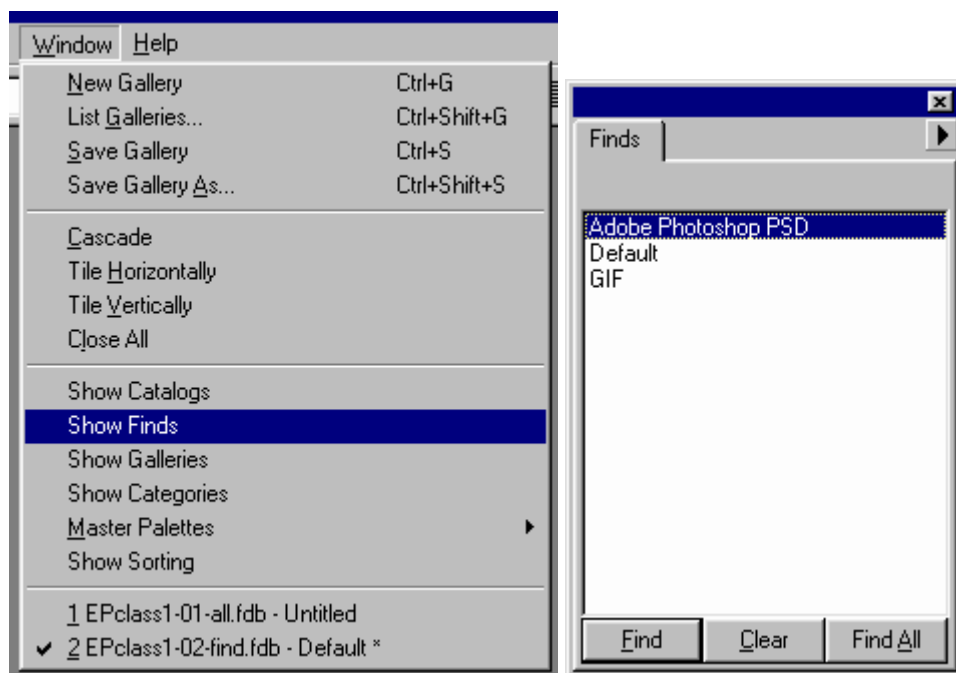 Window Help
New Gallery Ctrl+G
List Galleries... Ctrl+Shift+G
Save Gallery Ctrl+S
Save Gallery As... Ctrl+Shift+S
Cascade
Tile Horizontally
Tile Vertically
Close All
Show Catalogs
Show Finds
Show Galleries
Show Categories
Master Palettes
Show Sorting
1 EPclass1-01-all.fdb - Untitled
2 EPclass1-02-find.fdb - Default *
Finds
Adobe Photoshop PSD
Default
GIF
Find Clear Find All